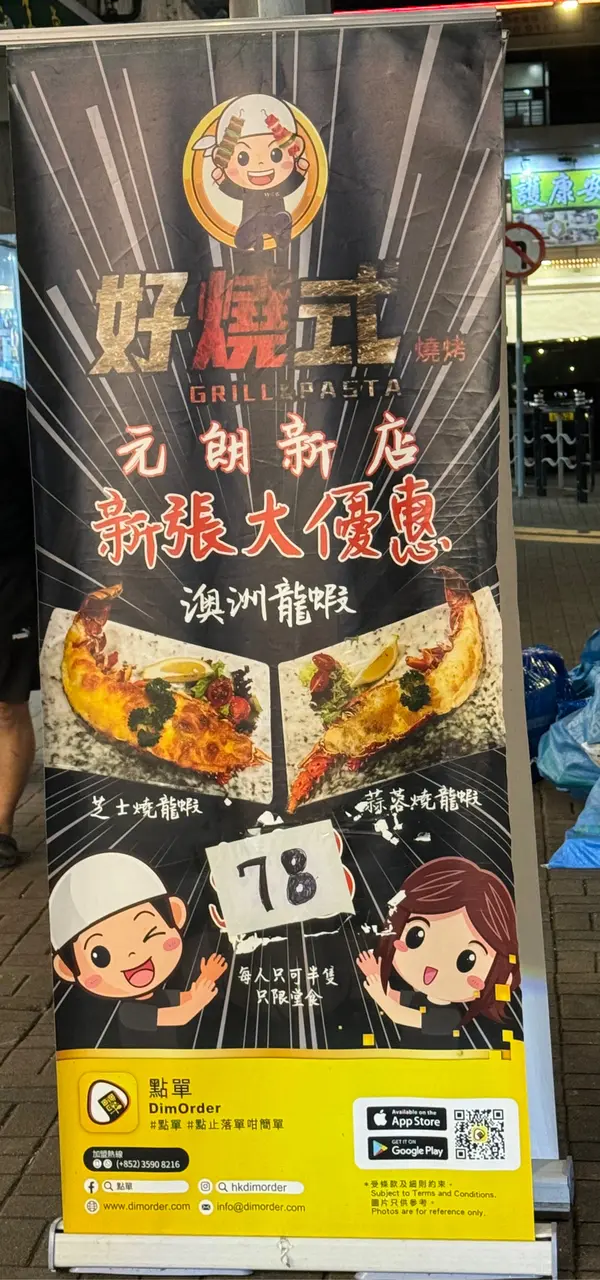 好燒式 燒烤
GRILL&PASTA
元朗新店
新張大優惠
澳洲龍蝦
芝士燒龍蝦
蒜蓉燒龍蝦
78
每人只可半隻
只限堂食
點單
DimOrder
#點單 #點止落單咁簡單
加盟熱線
(+852) 3590 8216
點單
hkdimorder
www.dimorder.com
info@dimorder.com
Available on the
App Store
GET IT ON
Google Play
*受條款及細則約束。
Subject to Terms and Conditions.
圖片只供參考。
Photos are for reference only.
護康安